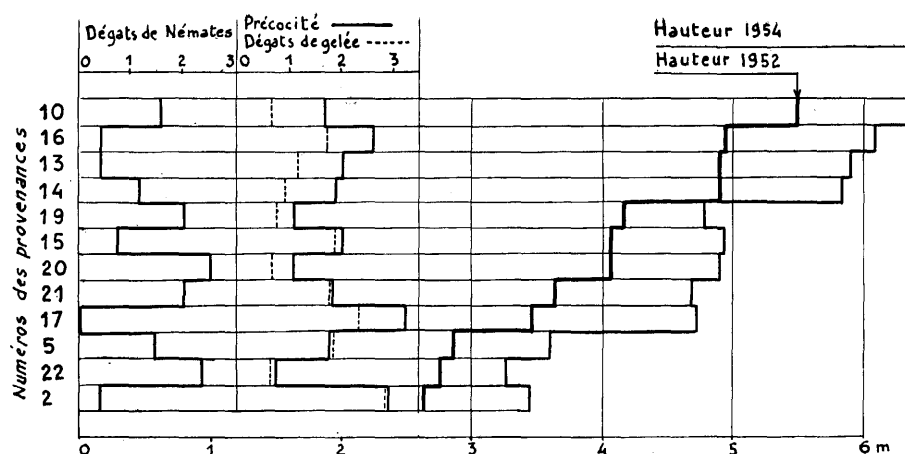 Dégats de Némates
Précocité
Dégats de gelée
0 1 2 3
0 1 2 3
Hauteur 1954
Hauteur 1952
Numéros des provenances
10
16
13
14
19
15
20
21
17
5
22
2
0 1 2 3 4 5 6 m